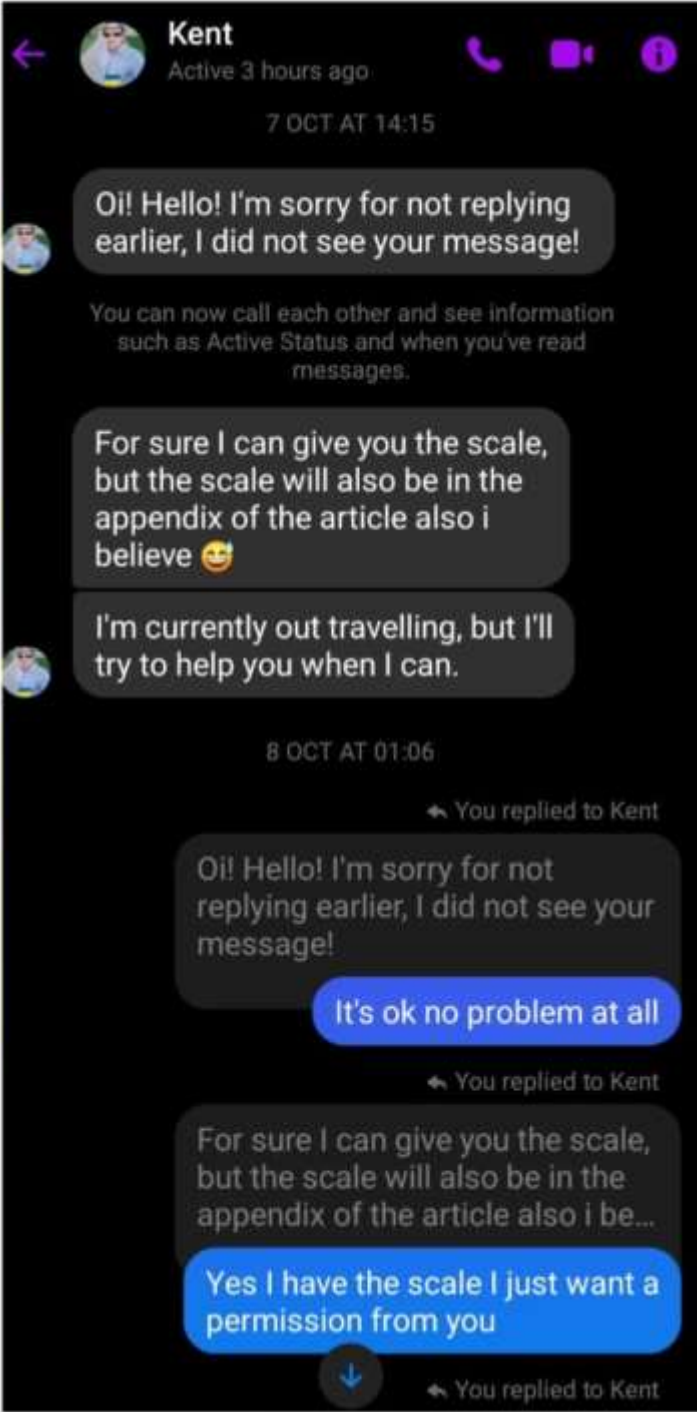 Kent
Active 3 hours ago
7 OCT AT 14:15
Oi! Hello! I'm sorry for not replying
earlier, I did not see your message!
You can now call each other and see information
such as Active Status and when you've read
messages.
For sure I can give you the scale,
but the scale will also be in the
appendix of the article also i
believe 😅
I'm currently out travelling, but I'll
try to help you when I can.
8 OCT AT 01:06
You replied to Kent
Oi! Hello! I'm sorry for not
replying earlier, I did not see your
message!
It's ok no problem at all
You replied to Kent
For sure I can give you the scale,
but the scale will also be in the
appendix of the article also i be...
Yes I have the scale I just want a
permission from you
You replied to Kent